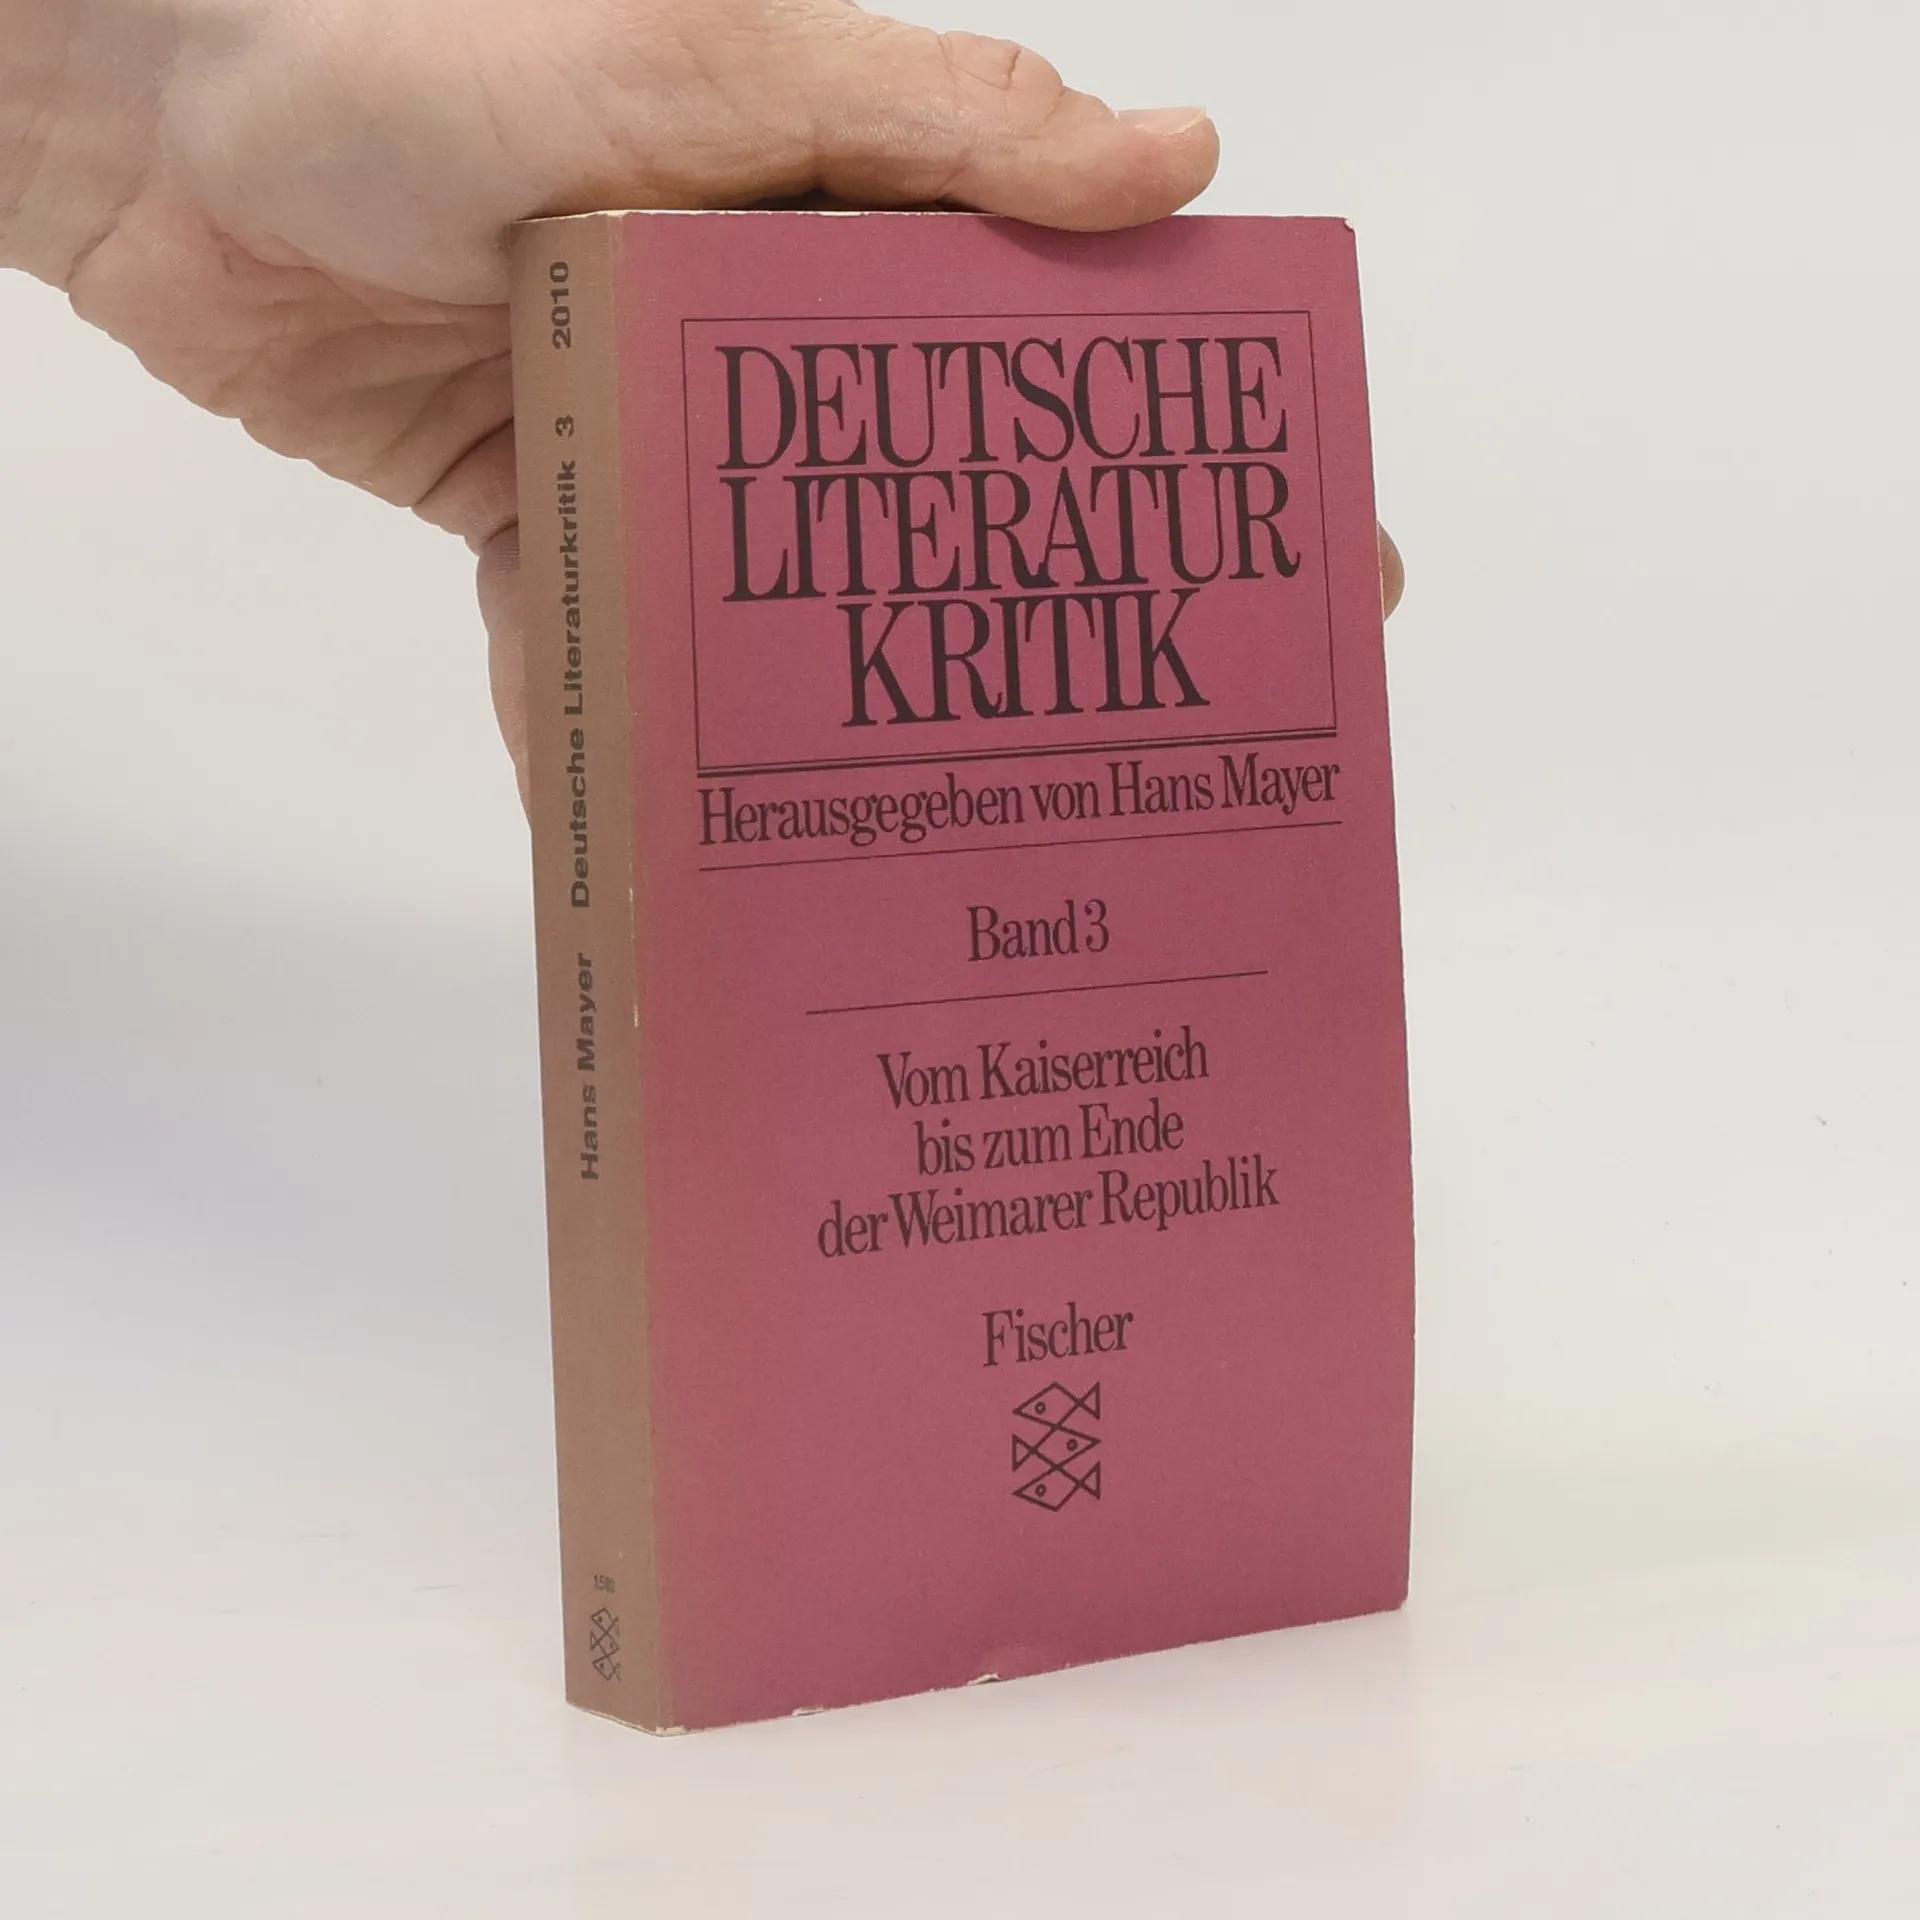 DEUTSCHE
LITERATUR
KRITIK
Herausgegeben von Hans Mayer
Band 3
Vom Kaiserreich
bis zum Ende
der Weimarer Republik
Fischer
Hans Mayer Deutsche Literaturkritik 3 2010